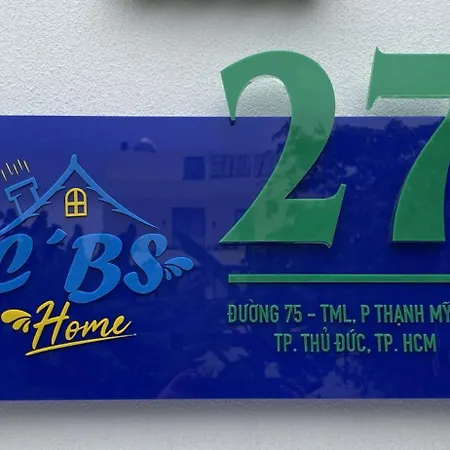 C'BS
Home
27
ĐƯỜNG 75 - TML, P THẠNH MỸ
TP. THỦ ĐỨC, TP. HCM